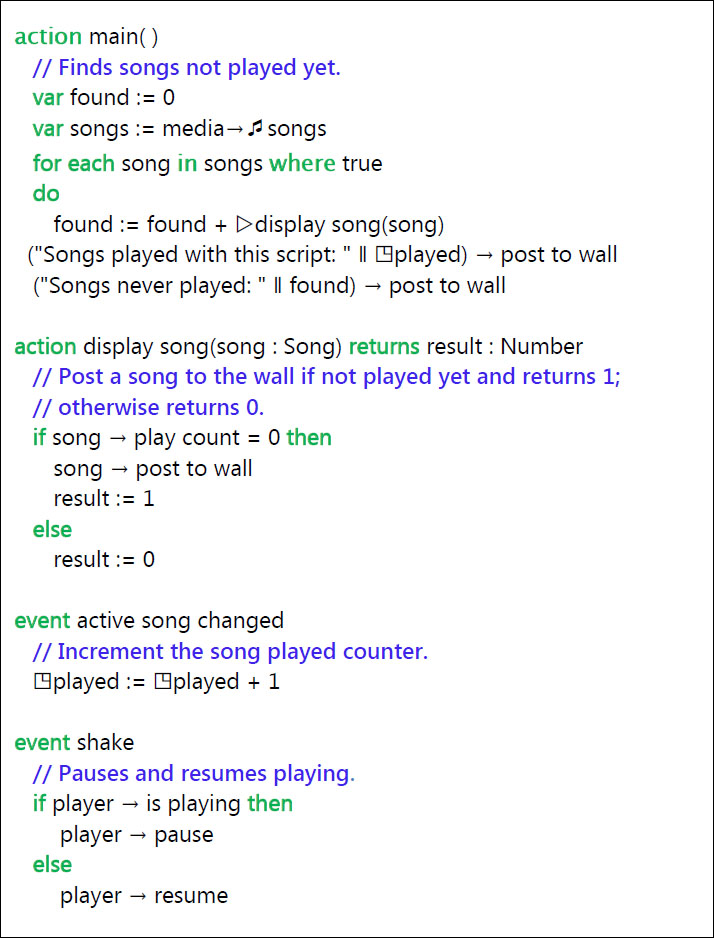 action main( )
// Finds songs not played yet.
var found := 0
var songs := media→♬songs
for each song in songs where true
do
found := found + ▷display song(song)
("Songs played with this script: " ‖ ◳played) → post to wall
("Songs never played: " ‖ found) → post to wall
action display song(song : Song) returns result : Number
// Post a song to the wall if not played yet and returns 1;
// otherwise returns 0.
if song → play count = 0 then
song → post to wall
result := 1
else
result := 0
event active song changed
// Increment the song played counter.
◳played := ◳played + 1
event shake
// Pauses and resumes playing.
if player → is playing then
player → pause
else
player → resume